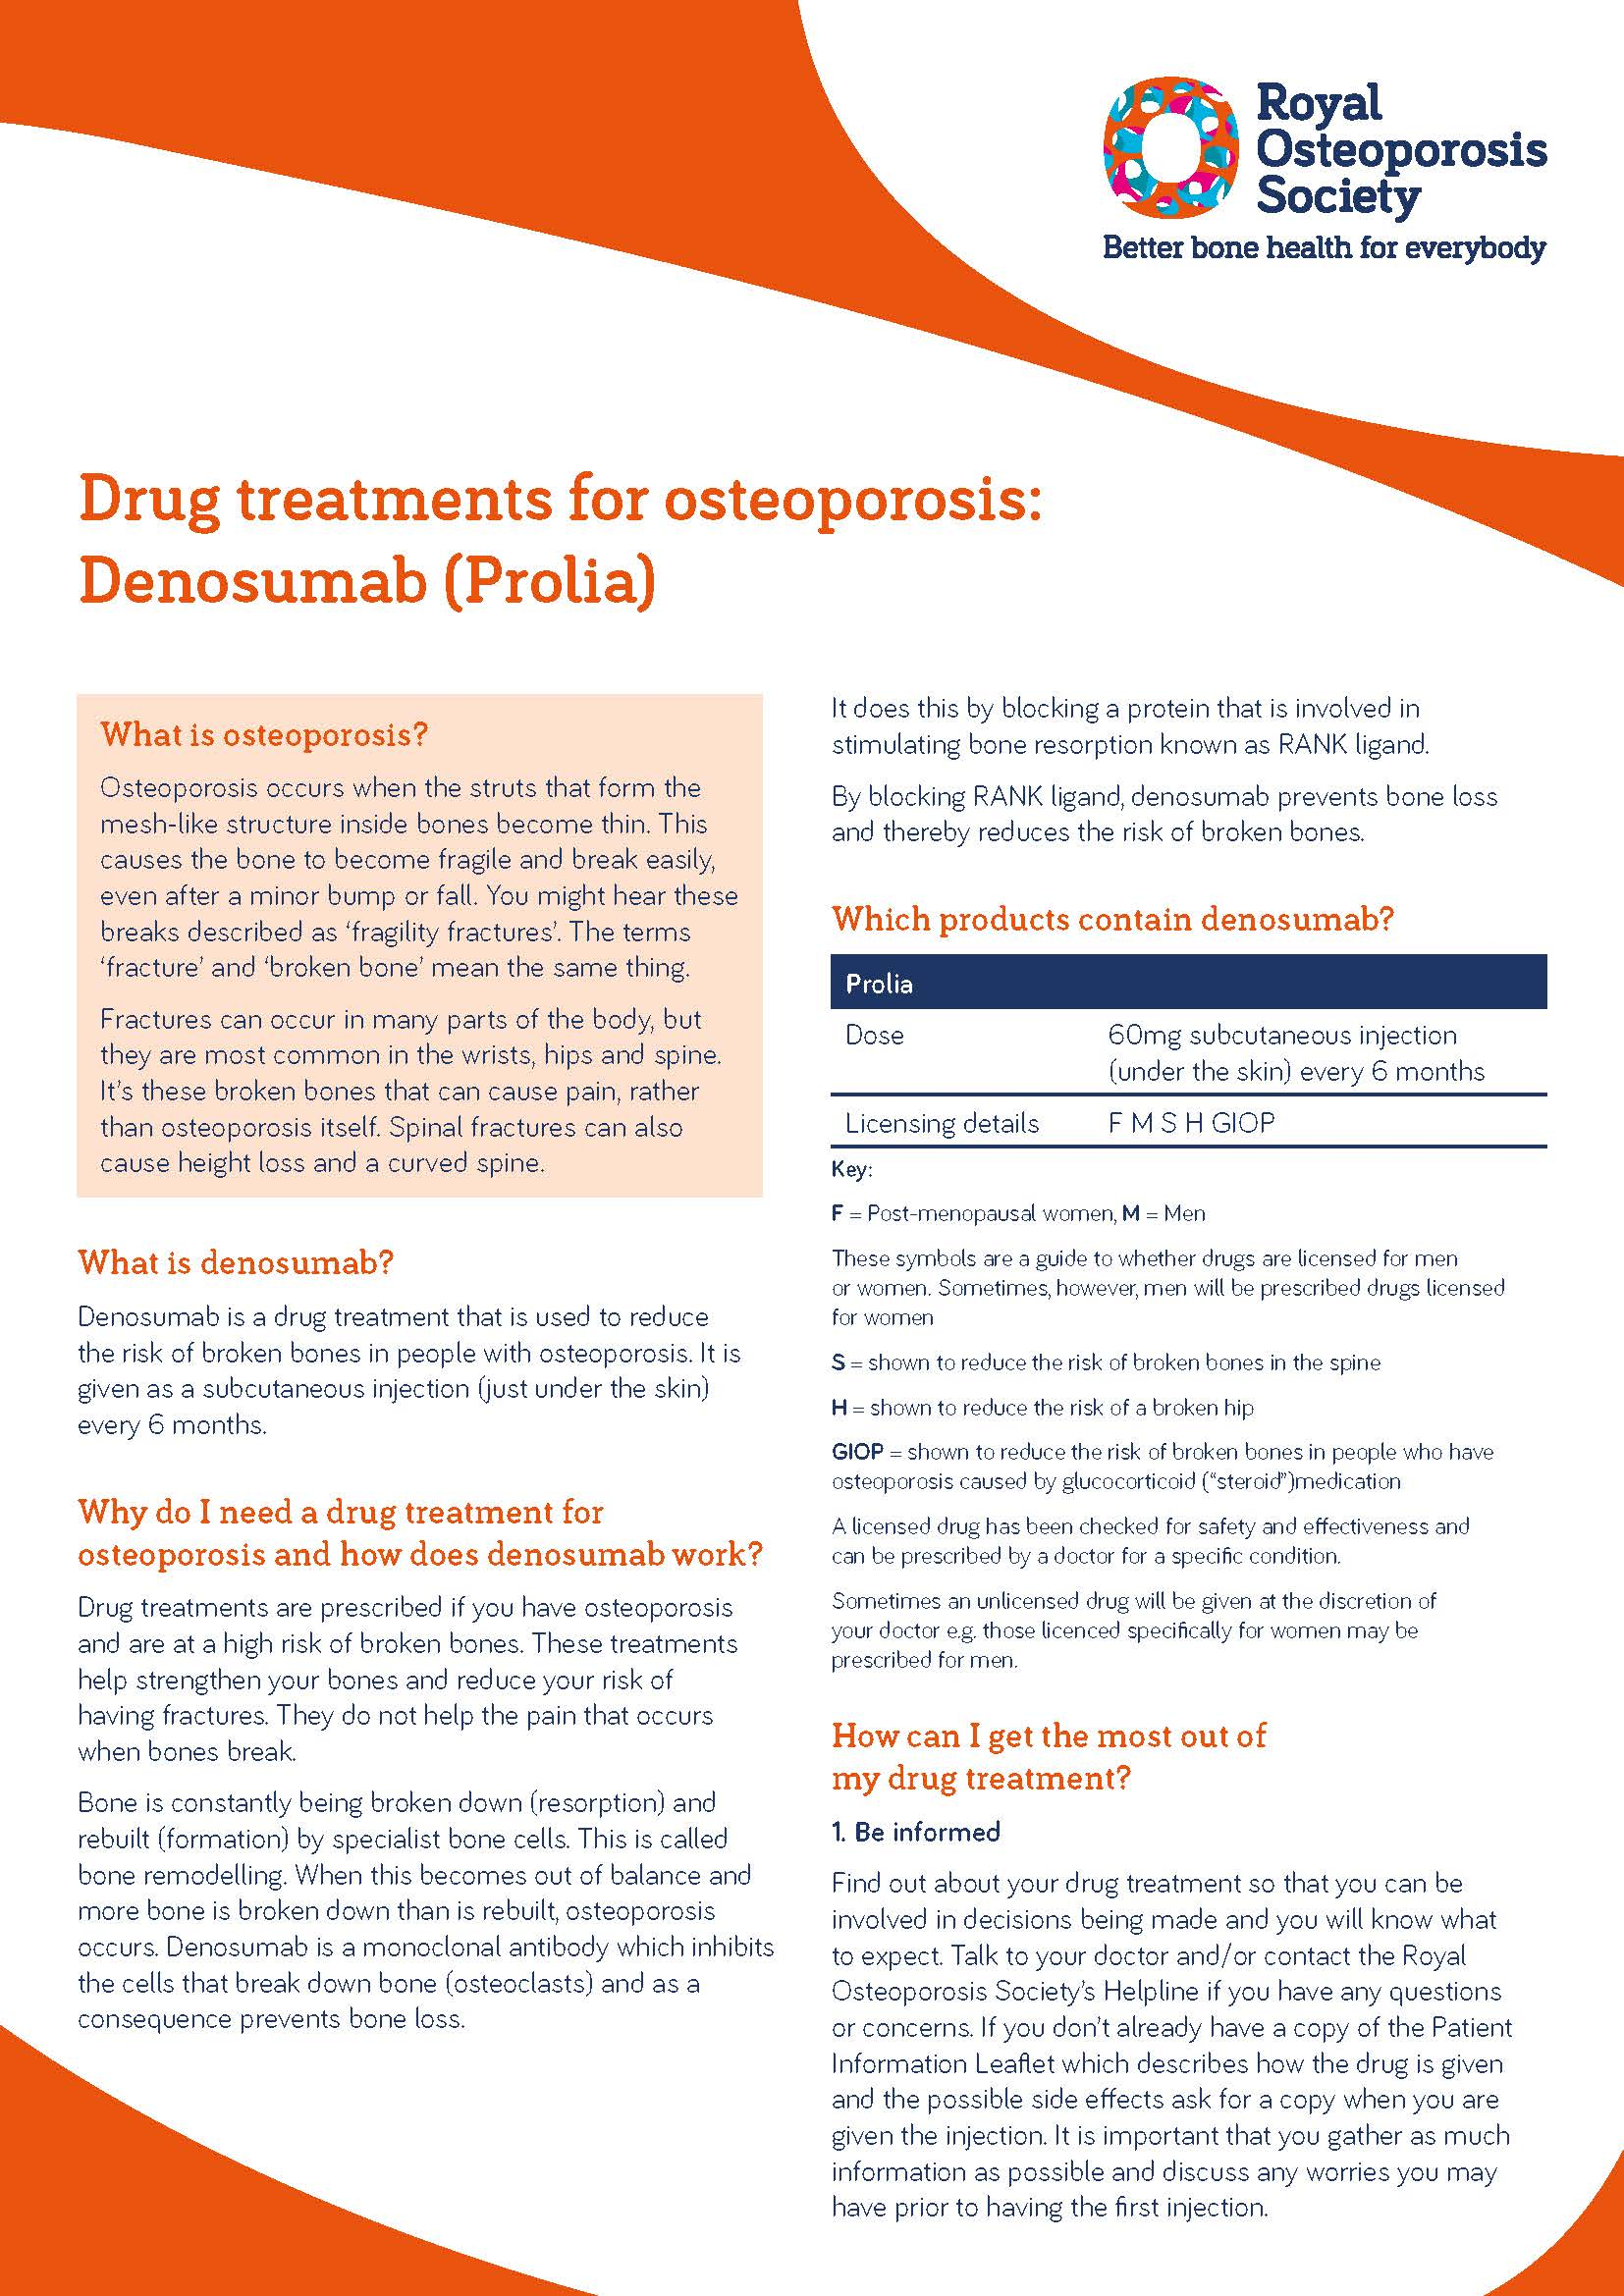 Royal
Osteoporosis
Society
Better bone health for everybody
Drug treatments for osteoporosis:
Denosumab (Prolia)
What is osteoporosis?
Osteoporosis occurs when the struts that form the
mesh-like structure inside bones become thin. This
causes the bone to become fragile and break easily,
even after a minor bump or fall. You might hear these
breaks described as ‘fragility fractures’. The terms
‘fracture’ and ‘broken bone’ mean the same thing.
Fractures can occur in many parts of the body, but
they are most common in the wrists, hips and spine.
It’s these broken bones that can cause pain, rather
than osteoporosis itself. Spinal fractures can also
cause height loss and a curved spine.
What is denosumab?
Denosumab is a drug treatment that is used to reduce
the risk of broken bones in people with osteoporosis. It is
given as a subcutaneous injection (just under the skin)
every 6 months.
Why do I need a drug treatment for
osteoporosis and how does denosumab work?
Drug treatments are prescribed if you have osteoporosis
and are at a high risk of broken bones. These treatments
help strengthen your bones and reduce your risk of
having fractures. They do not help the pain that occurs
when bones break.
Bone is constantly being broken down (resorption) and
rebuilt (formation) by specialist bone cells. This is called
bone remodelling. When this becomes out of balance and
more bone is broken down than is rebuilt, osteoporosis
occurs. Denosumab is a monoclonal antibody which inhibits
the cells that break down bone (osteoclasts) and as a
consequence prevents bone loss.
It does this by blocking a protein that is involved in
stimulating bone resorption known as RANK ligand.
By blocking RANK ligand, denosumab prevents bone loss
and thereby reduces the risk of broken bones.
Which products contain denosumab?
Prolia
Dose 60mg subcutaneous injection
(under the skin) every 6 months
Licensing details F M S H GIOP
Key:
F = Post-menopausal women, M = Men
These symbols are a guide to whether drugs are licensed for men
or women. Sometimes, however, men will be prescribed drugs licensed
for women
S = shown to reduce the risk of broken bones in the spine
H = shown to reduce the risk of a broken hip
GIOP = shown to reduce the risk of broken bones in people who have
osteoporosis caused by glucocorticoid (“steroid”)medication
A licensed drug has been checked for safety and effectiveness and
can be prescribed by a doctor for a specific condition.
Sometimes an unlicensed drug will be given at the discretion of
your doctor e.g. those licenced specifically for women may be
prescribed for men.
How can I get the most out of
my drug treatment?
1. Be informed
Find out about your drug treatment so that you can be
involved in decisions being made and you will know what
to expect. Talk to your doctor and/or contact the Royal
Osteoporosis Society’s Helpline if you have any questions
or concerns. If you don’t already have a copy of the Patient
Information Leaflet which describes how the drug is given
and the possible side effects ask for a copy when you are
given the injection. It is important that you gather as much
information as possible and discuss any worries you may
have prior to having the first injection.